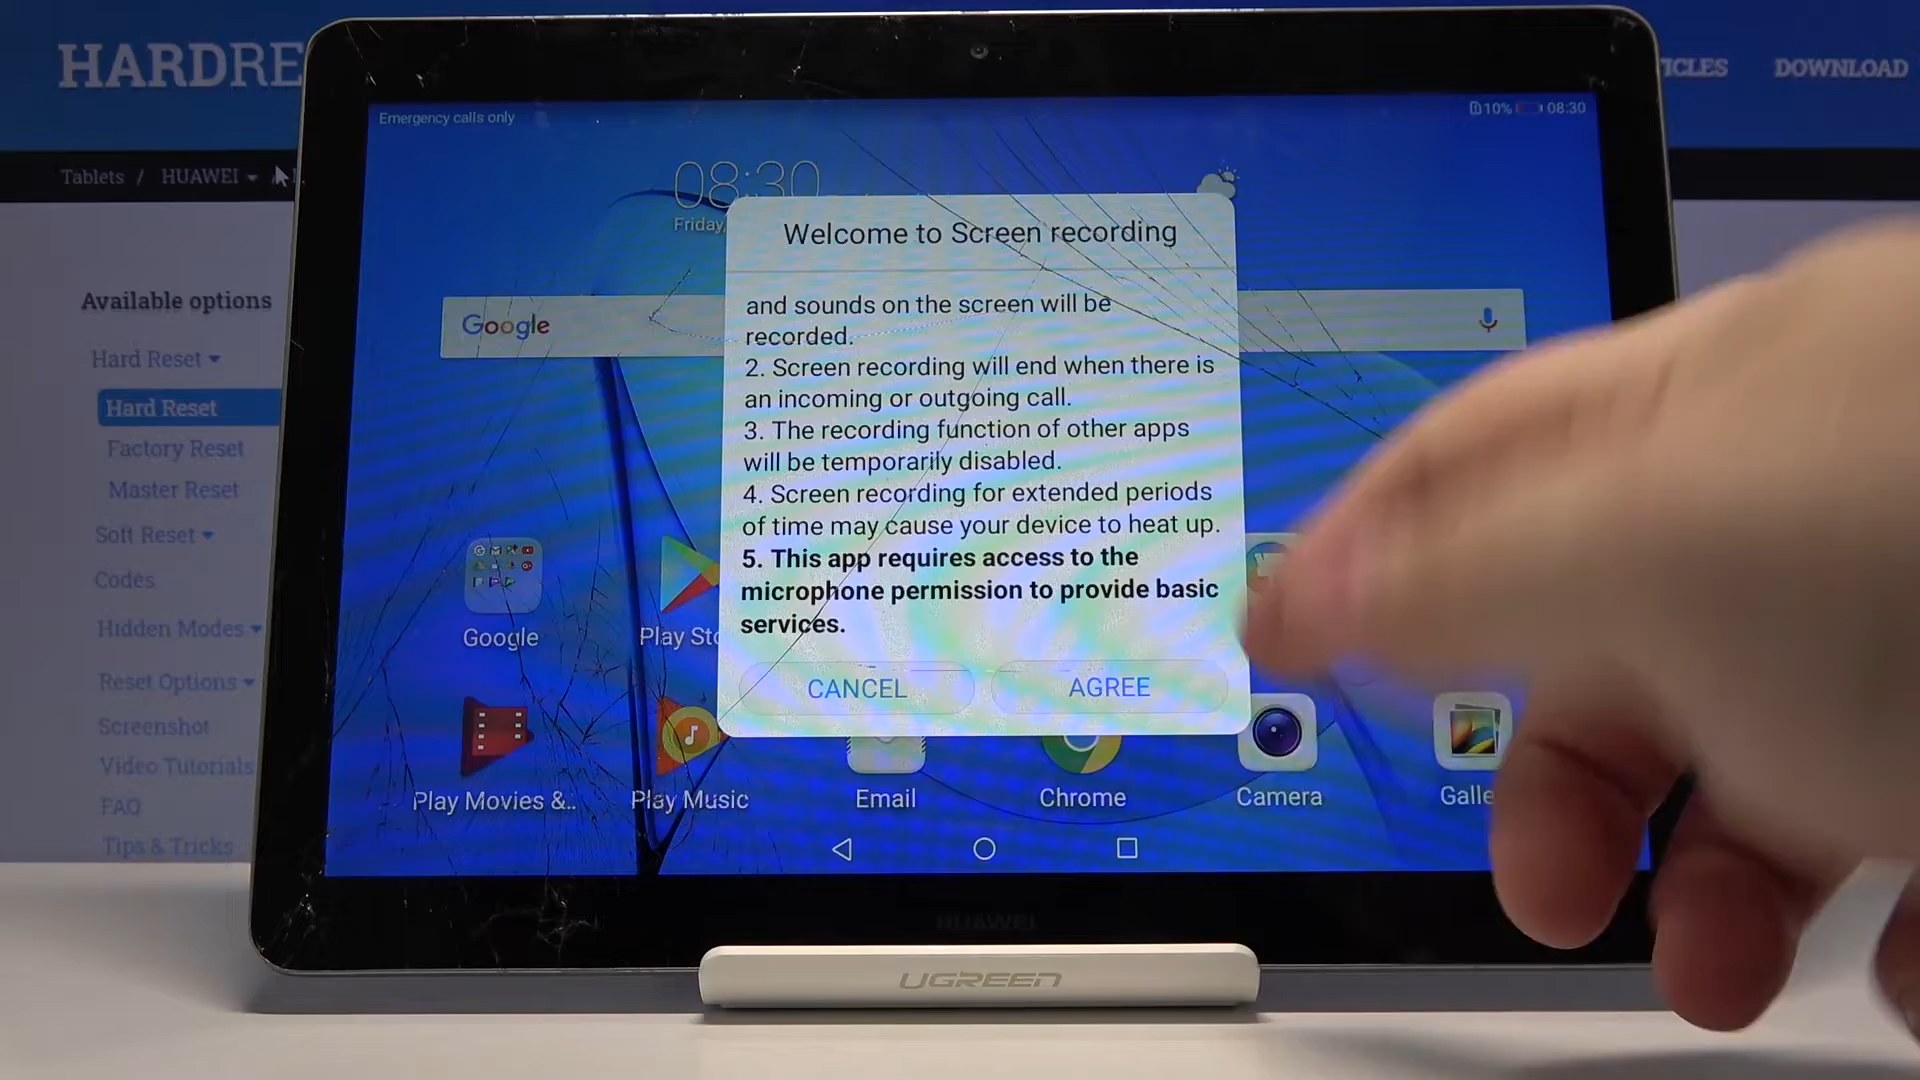 HARDRE
ICLES
DOWNLOAD
Tablets / HUAWEI
Available options
Hard Reset
Hard Reset
Factory Reset
Master Reset
Soft Reset
Codes
Hidden Modes
Reset Options
Screenshot
Video Tutorials
FAQ
Tips & Tricks
Emergency calls only
10% 08:30
08:30
Friday,
Google
Welcome to Screen recording
and sounds on the screen will be
recorded.
2. Screen recording will end when there is
an incoming or outgoing call.
3. The recording function of other apps
will be temporarily disabled.
4. Screen recording for extended periods
of time may cause your device to heat up.
5. This app requires access to the
microphone permission to provide basic
services.
CANCEL
AGREE
Google
Play Sto
Play Movies &..
Play Music
Email
Chrome
Camera
Galle
HUAWEI
UGREEN